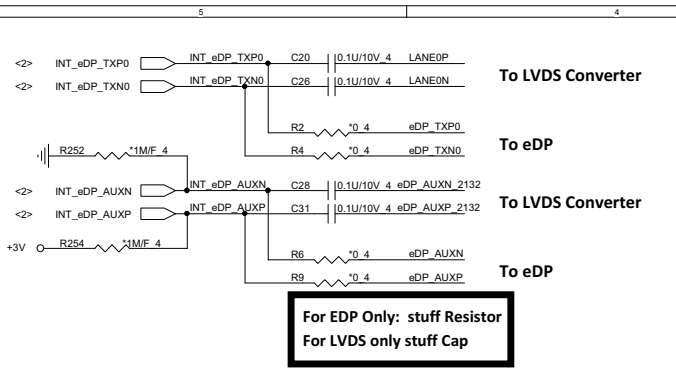 5 4
<2> INT_eDP_TXP0 INT_eDP_TXP0 C20 0.1U/10V_4 LANE0P
<2> INT_eDP_TXN0 INT_eDP_TXN0 C26 0.1U/10V_4 LANE0N
To LVDS Converter
R2 *0_4 eDP_TXP0
R4 *0_4 eDP_TXN0
To eDP
R252 *1M/F_4
<2> INT_eDP_AUXN INT_eDP_AUXN C28 0.1U/10V_4 eDP_AUXN_2132
<2> INT_eDP_AUXP INT_eDP_AUXP C31 0.1U/10V_4 eDP_AUXP_2132
To LVDS Converter
+3V R254 *1M/F_4
R6 *0_4 eDP_AUXN
R9 *0_4 eDP_AUXP
To eDP
For EDP Only: stuff Resistor
For LVDS only stuff Cap